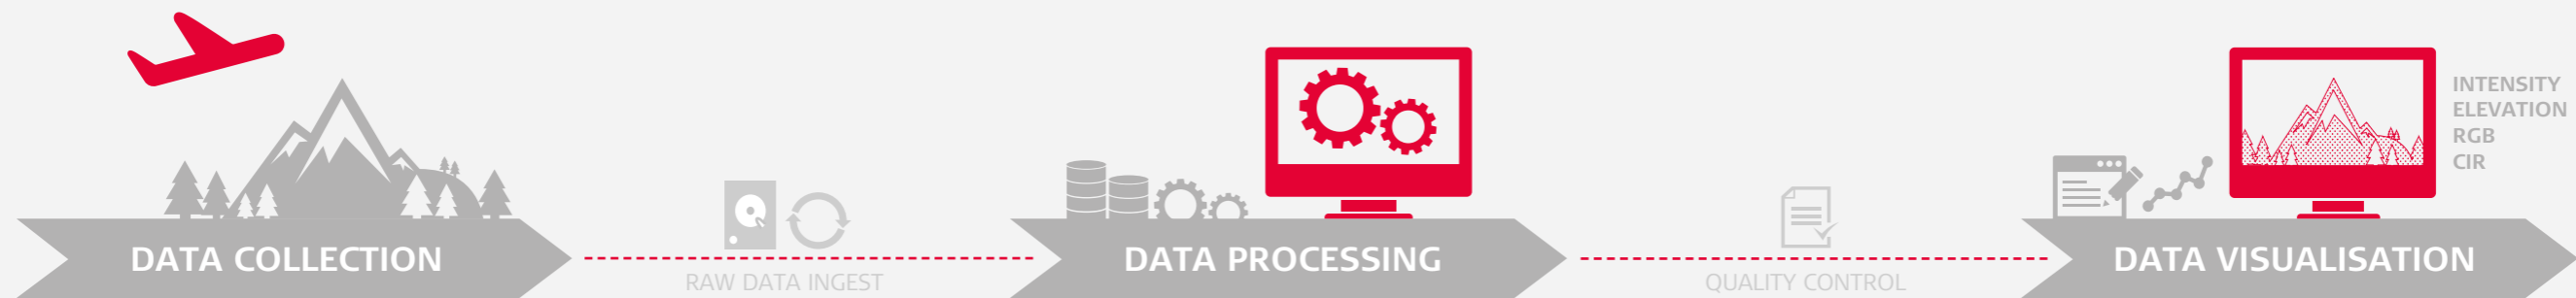 INTENSITY
ELEVATION
RGB
CIR
DATA COLLECTION
RAW DATA INGEST
DATA PROCESSING
QUALITY CONTROL
DATA VISUALISATION